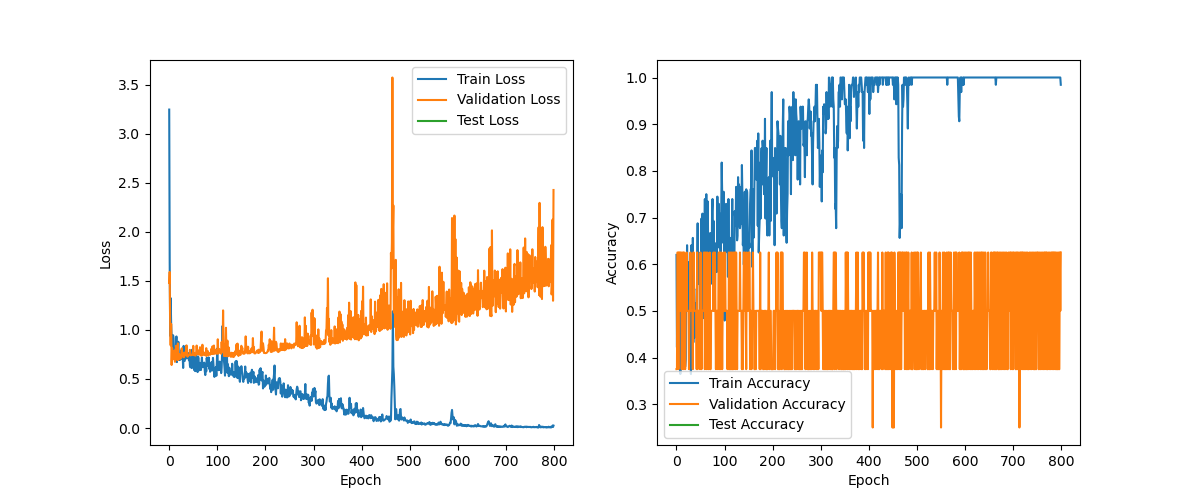 3.5
3.0
2.5
2.0
1.5
1.0
0.5
0.0
Loss
0 100 200 300 400 500 600 700 800
Epoch
Train Loss
Validation Loss
Test Loss
1.0
0.9
0.8
0.7
0.6
0.5
0.4
0.3
Accuracy
0 100 200 300 400 500 600 700 800
Epoch
Train Accuracy
Validation Accuracy
Test Accuracy